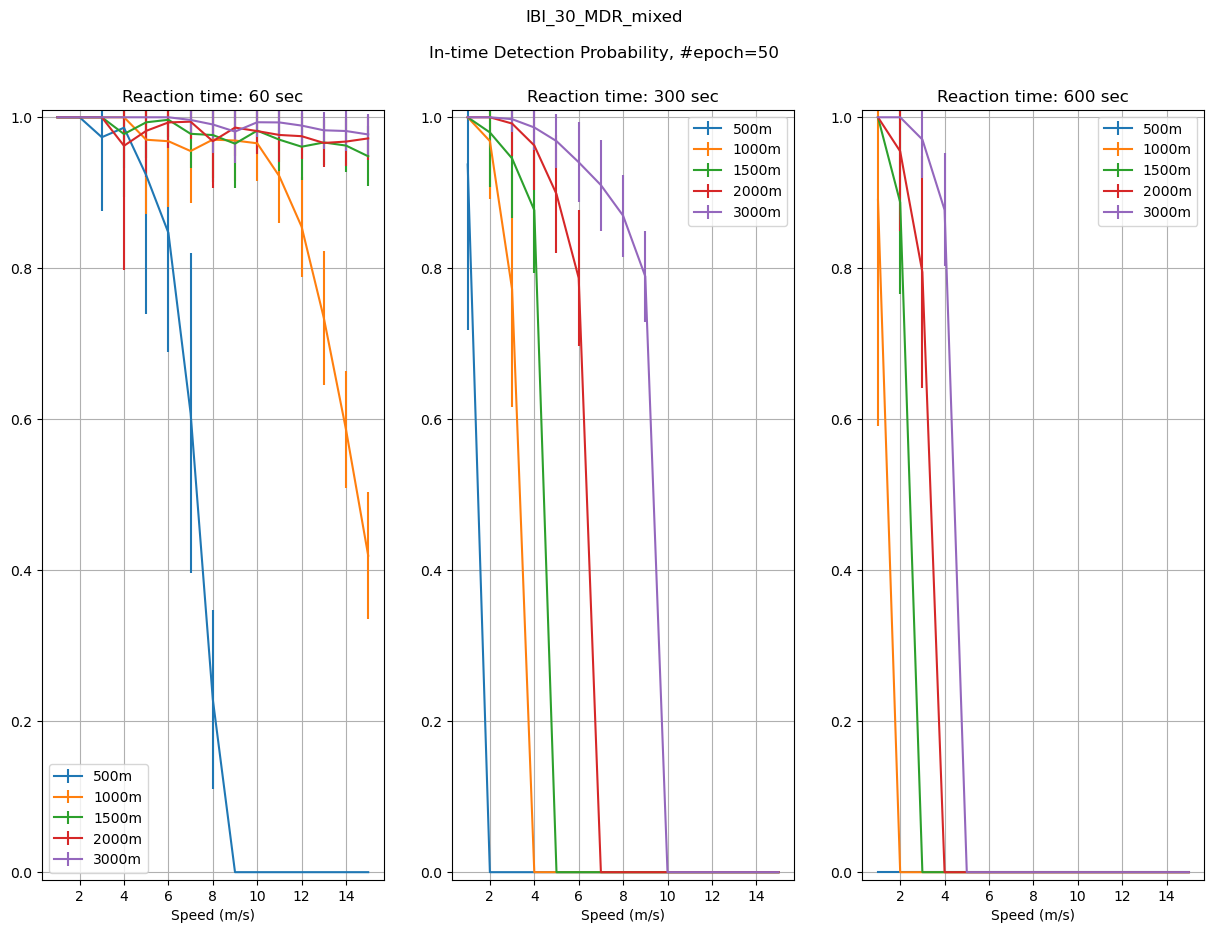 IBI_30_MDR_mixed
In-time Detection Probability, #epoch=50
Reaction time: 60 sec
1.0
0.8
0.6
0.4
0.2
0.0
2 4 6 8 10 12 14
Speed (m/s)
500m
1000m
1500m
2000m
3000m
Reaction time: 300 sec
1.0
0.8
0.6
0.4
0.2
0.0
2 4 6 8 10 12 14
Speed (m/s)
500m
1000m
1500m
2000m
3000m
Reaction time: 600 sec
1.0
0.8
0.6
0.4
0.2
0.0
2 4 6 8 10 12 14
Speed (m/s)
500m
1000m
1500m
2000m
3000m